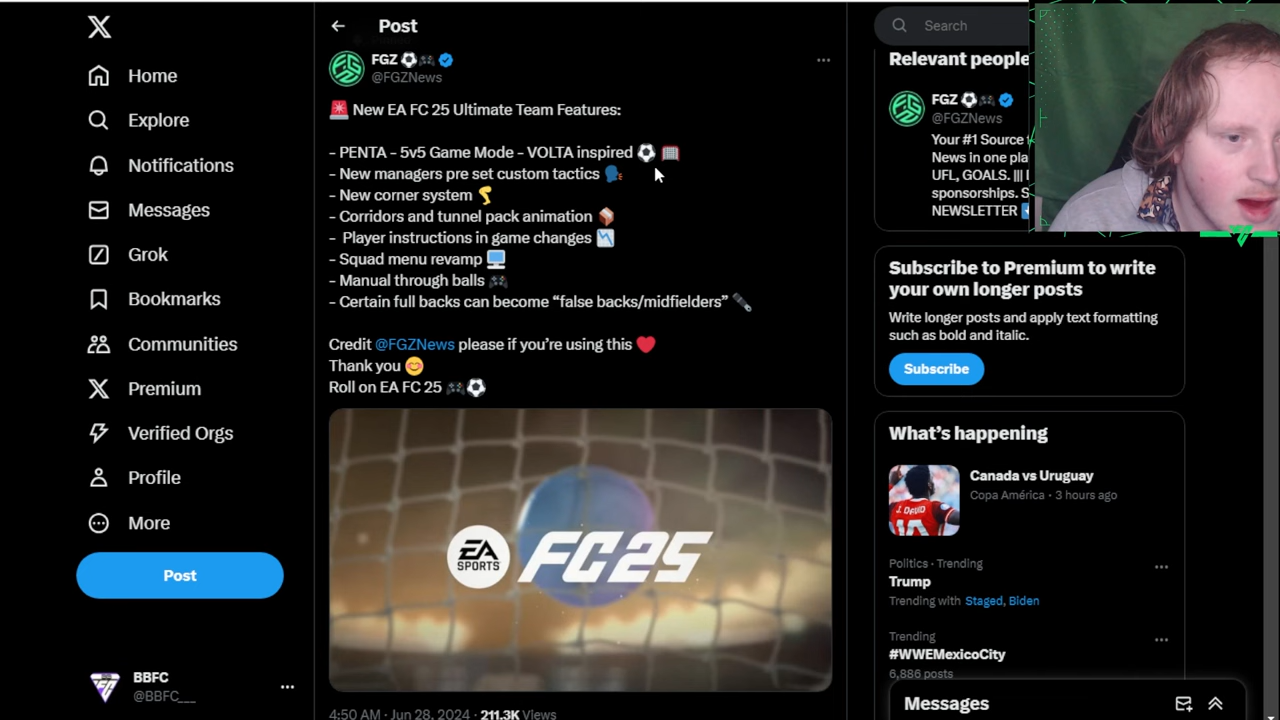 Post
Search
Home
Explore
Notifications
Messages
Grok
Bookmarks
Communities
Premium
Verified Orgs
Profile
More
Post
BBFC
@BBFC___
FGZ ⚽🎮
@FGZNews
🚨 New EA FC 25 Ultimate Team Features:
- PENTA - 5v5 Game Mode - VOLTA inspired ⚽🥅
- New managers pre set custom tactics 🗣️
- New corner system 🦵
- Corridors and tunnel pack animation 📦
- Player instructions in game changes 📉
- Squad menu revamp 🖥️
- Manual through balls 🎮
- Certain full backs can become “false backs/midfielders” 🔦
Credit @FGZNews please if you’re using this ❤️
Thank you 😊
Roll on EA FC 25 🎮⚽
EA SPORTS FC 25
4:50 AM · Jun 28, 2024 · 211.3K Views
Relevant people
FGZ ⚽🎮
@FGZNews
Your #1 Source
News in one
UFL, GOALS. |||
sponsorships.
NEWSLETTER
Subscribe to Premium to write
your own longer posts
Write longer posts and apply text formatting
such as bold and italic.
Subscribe
What’s happening
Canada vs Uruguay
Copa América · 3 hours ago
J. DAVID
10
Politics · Trending
Trump
Trending with Staged, Biden
Trending
#WWEMexicoCity
6,886 posts
Messages